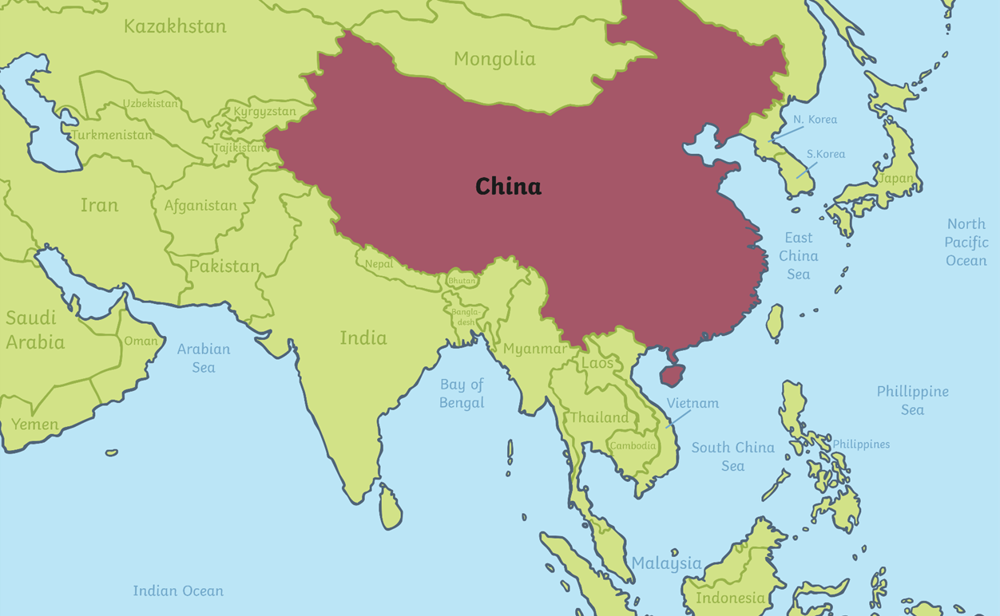 Kazakhstan
Mongolia
Uzbekistan
Kyrgyzstan
N. Korea
Turkmenistan
Tajikistan
S.Korea
Japan
China
Iran
Afganistan
North
Pacific
Ocean
East
China
Sea
Pakistan
Nepal
Bhutan
Bangla-
desh
Saudi
Arabia
Oman
Arabian
Sea
India
Myanmar
Laos
Bay of
Bengal
Vietnam
Phillippine
Sea
Yemen
Thailand
Cambodia
South China
Sea
Philippines
Malaysia
Indian Ocean
Indonesia